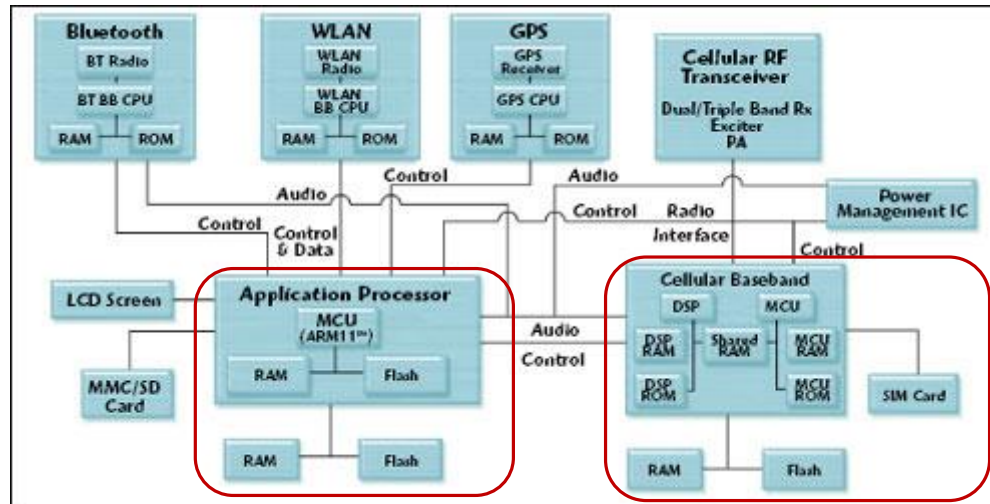 Bluetooth
BT Radio
BT BB CPU
RAM
ROM
WLAN
WLAN
Radio
WLAN
BB CPU
RAM
ROM
GPS
GPS
Receiver
GPS CPU
RAM
ROM
Cellular RF
Transceiver
Dual/Triple Band Rx
Exciter
PA
Audio
Control
Audio
Power
Management IC
Control
Control
& Data
Control
Radio
Interface
Control
LCD Screen
MMC/SD
Card
Application Processor
MCU
(ARM11™)
RAM
Flash
RAM
Flash
Audio
Control
Cellular Baseband
DSP
MCU
DSP
RAM
Shared
RAM
MCU
RAM
DSP
ROM
MCU
ROM
SIM Card
RAM
Flash